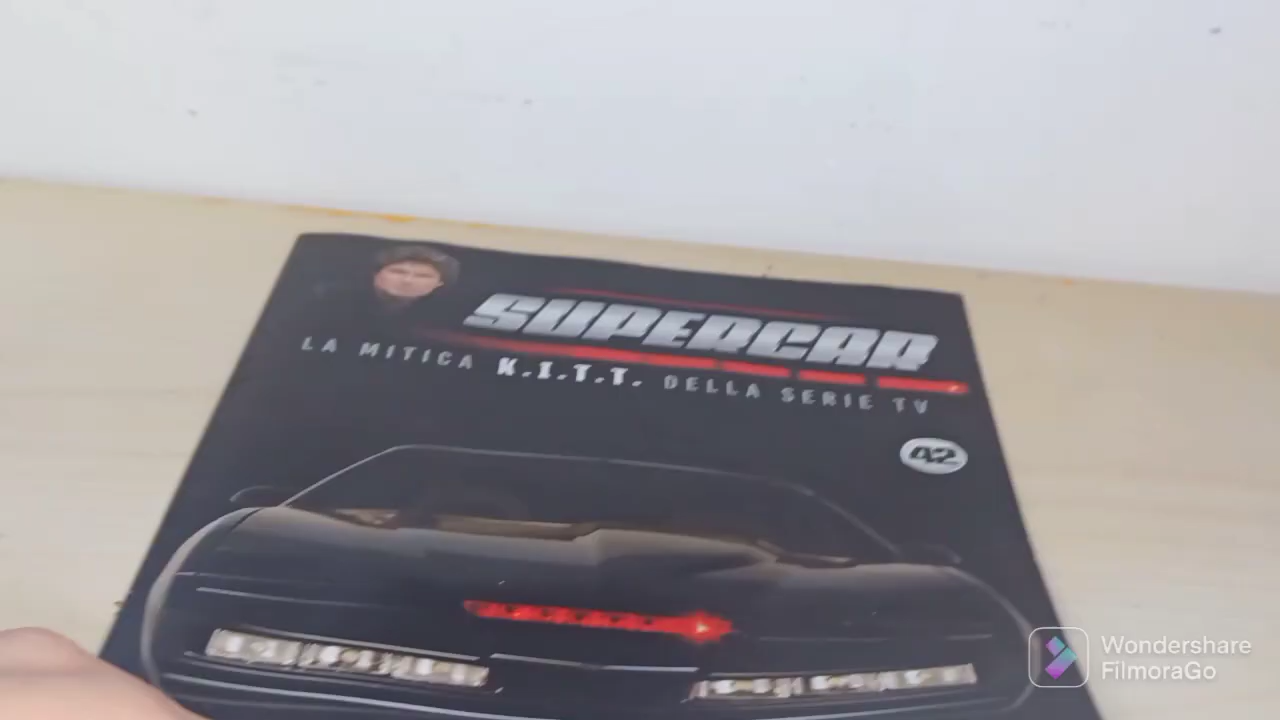 SUPERCAR
LA MITICA K.I.T.T. DELLA SERIE TV
42
Wondershare
FilmoraGo